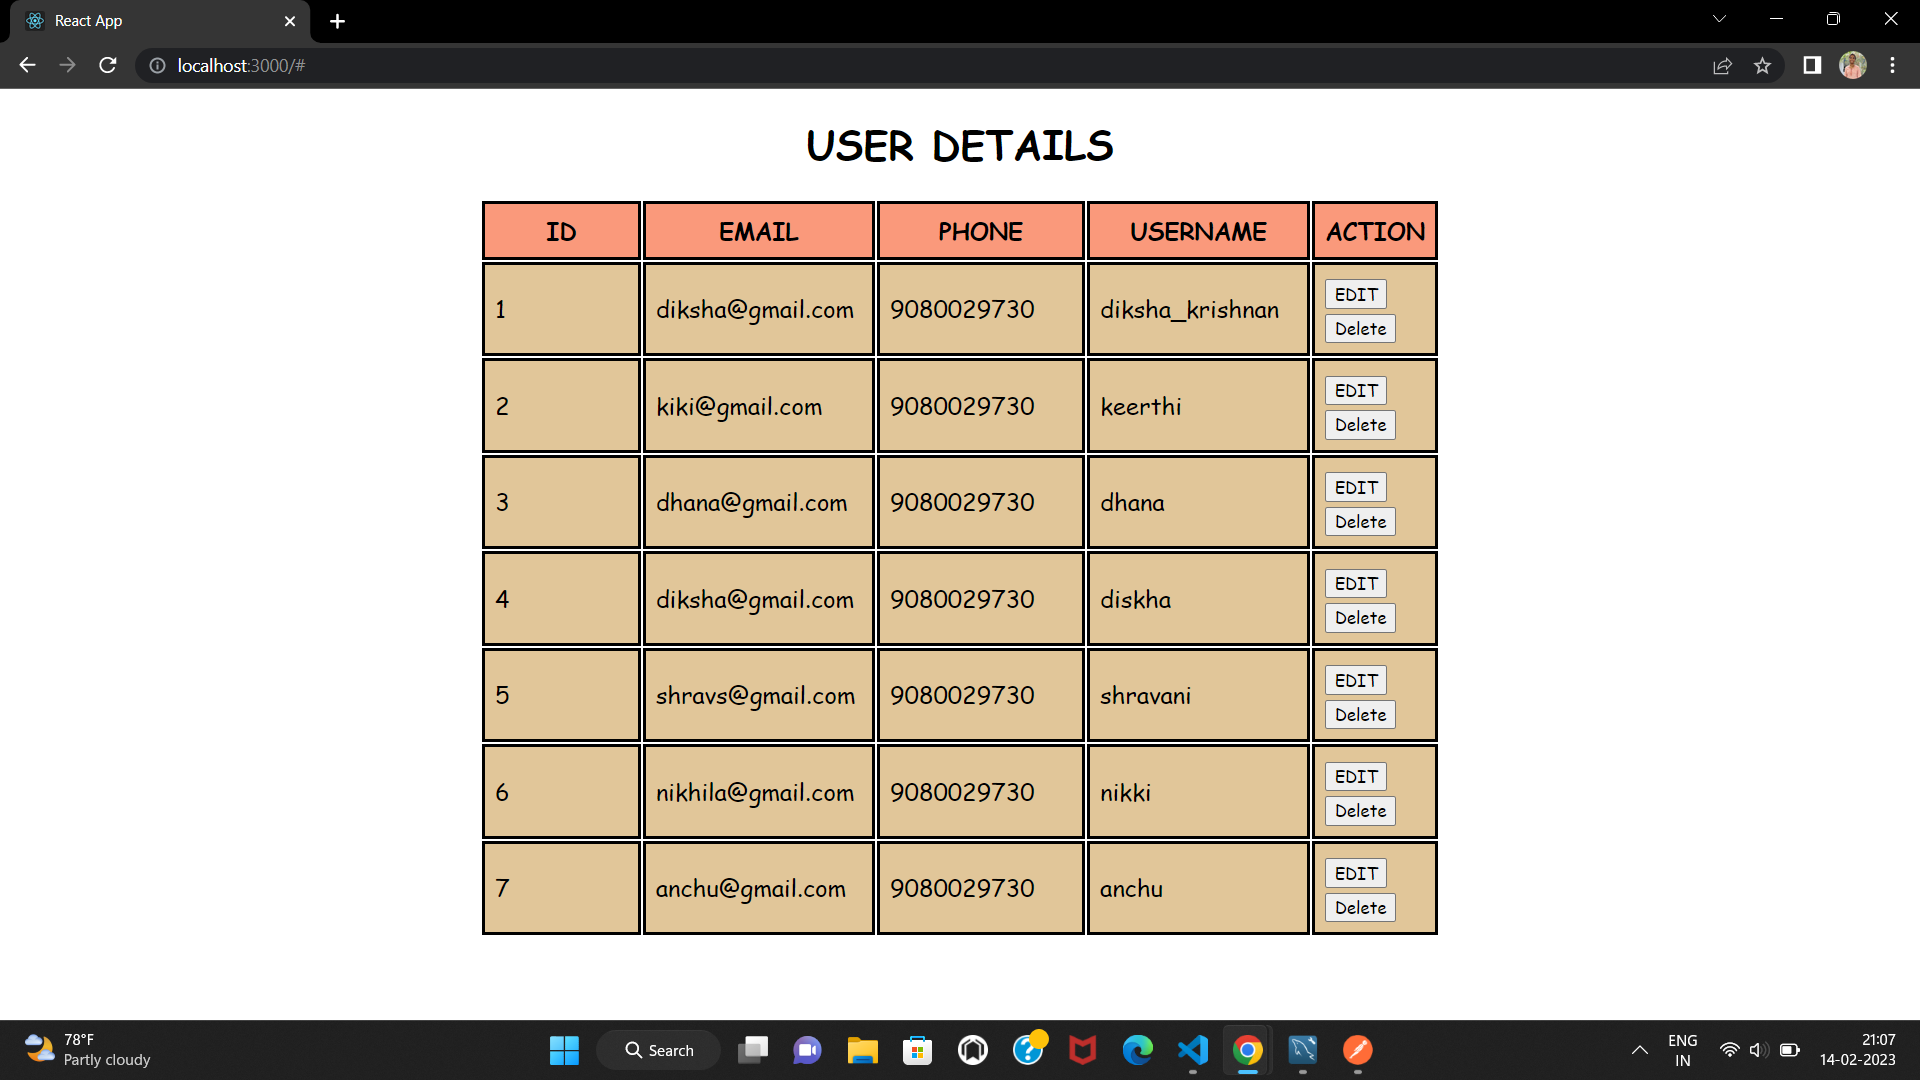 React App
localhost:3000/#
USER DETAILS
ID EMAIL PHONE USERNAME ACTION
1 diksha@gmail.com 9080029730 diksha_krishnan EDIT
Delete
2 kiki@gmail.com 9080029730 keerthi EDIT
Delete
3 dhana@gmail.com 9080029730 dhana EDIT
Delete
4 diksha@gmail.com 9080029730 diskha EDIT
Delete
5 shravs@gmail.com 9080029730 shravani EDIT
Delete
6 nikhila@gmail.com 9080029730 nikki EDIT
Delete
7 anchu@gmail.com 9080029730 anchu EDIT
Delete
78°F
Partly cloudy
Search
ENG
IN
21:07
14-02-2023